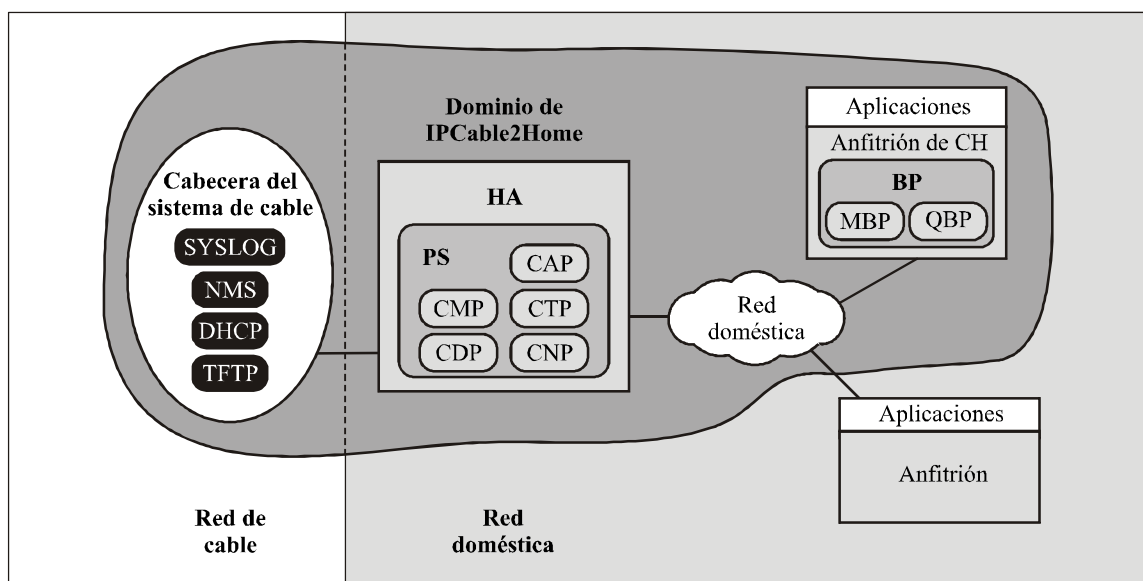 Dominio de
IPCable2Home
Cabecera del
sistema de cable
SYSLOG
NMS
DHCP
TFTP
HA
PS
CAP
CMP
CTP
CDP
CNP
Red
doméstica
Aplicaciones
Anfitrión de CH
BP
MBP
QBP
Aplicaciones
Anfitrión
Red de
cable
Red
doméstica